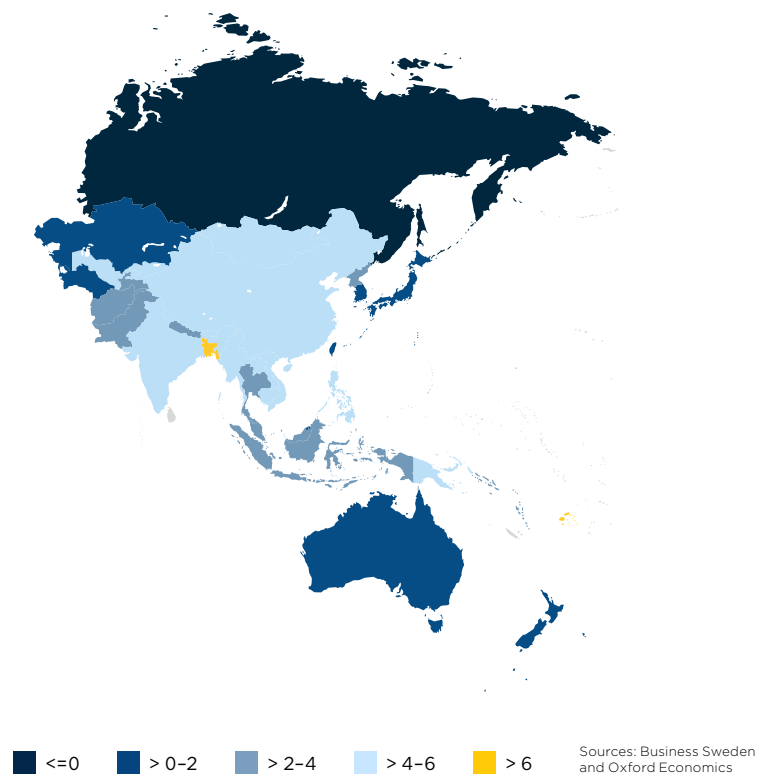 <=0
> 0–2
> 2–4
> 4–6
> 6
Sources: Business Sweden
and Oxford Economics